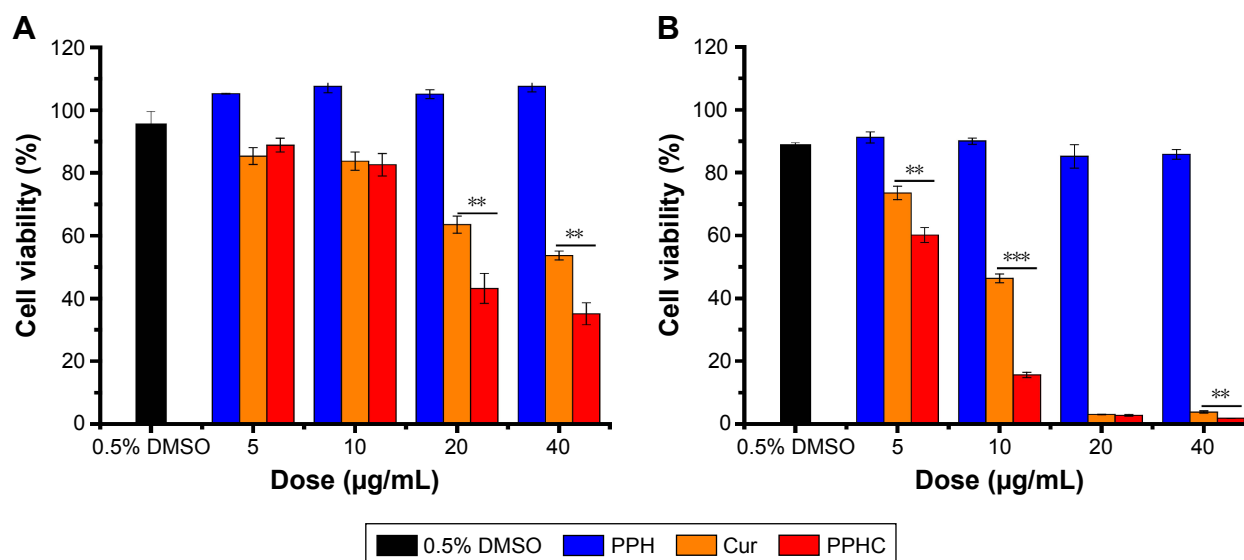 A
Cell viability (%)
120
100
80
60
40
20
0
**
**
0.5% DMSO 5 10 20 40
Dose (µg/mL)
B
Cell viability (%)
120
100
80
60
40
20
0
**
***
**
0.5% DMSO 5 10 20 40
Dose (µg/mL)
0.5% DMSO PPH Cur PPHC